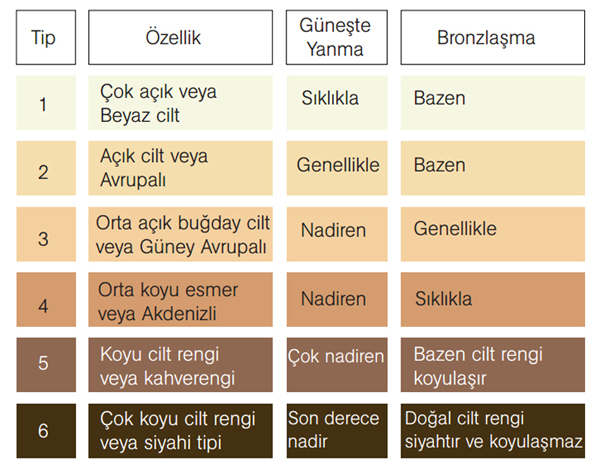 Tip
Özellik
Güneşte
Yanma
Bronzlaşma
1
Çok açık veya
Beyaz cilt
Sıklıkla
Bazen
2
Açık cilt veya
Avrupalı
Genellikle
Bazen
3
Orta açık buğday cilt
veya Güney Avrupalı
Nadiren
Genellikle
4
Orta koyu esmer
veya Akdenizli
Nadiren
Sıklıkla
5
Koyu cilt rengi
veya kahverengi
Çok nadiren
Bazen cilt rengi
koyulaşır
6
Çok koyu cilt rengi
veya siyahi tipi
Son derece
nadir
Doğal cilt rengi
siyahtır ve koyulaşmaz